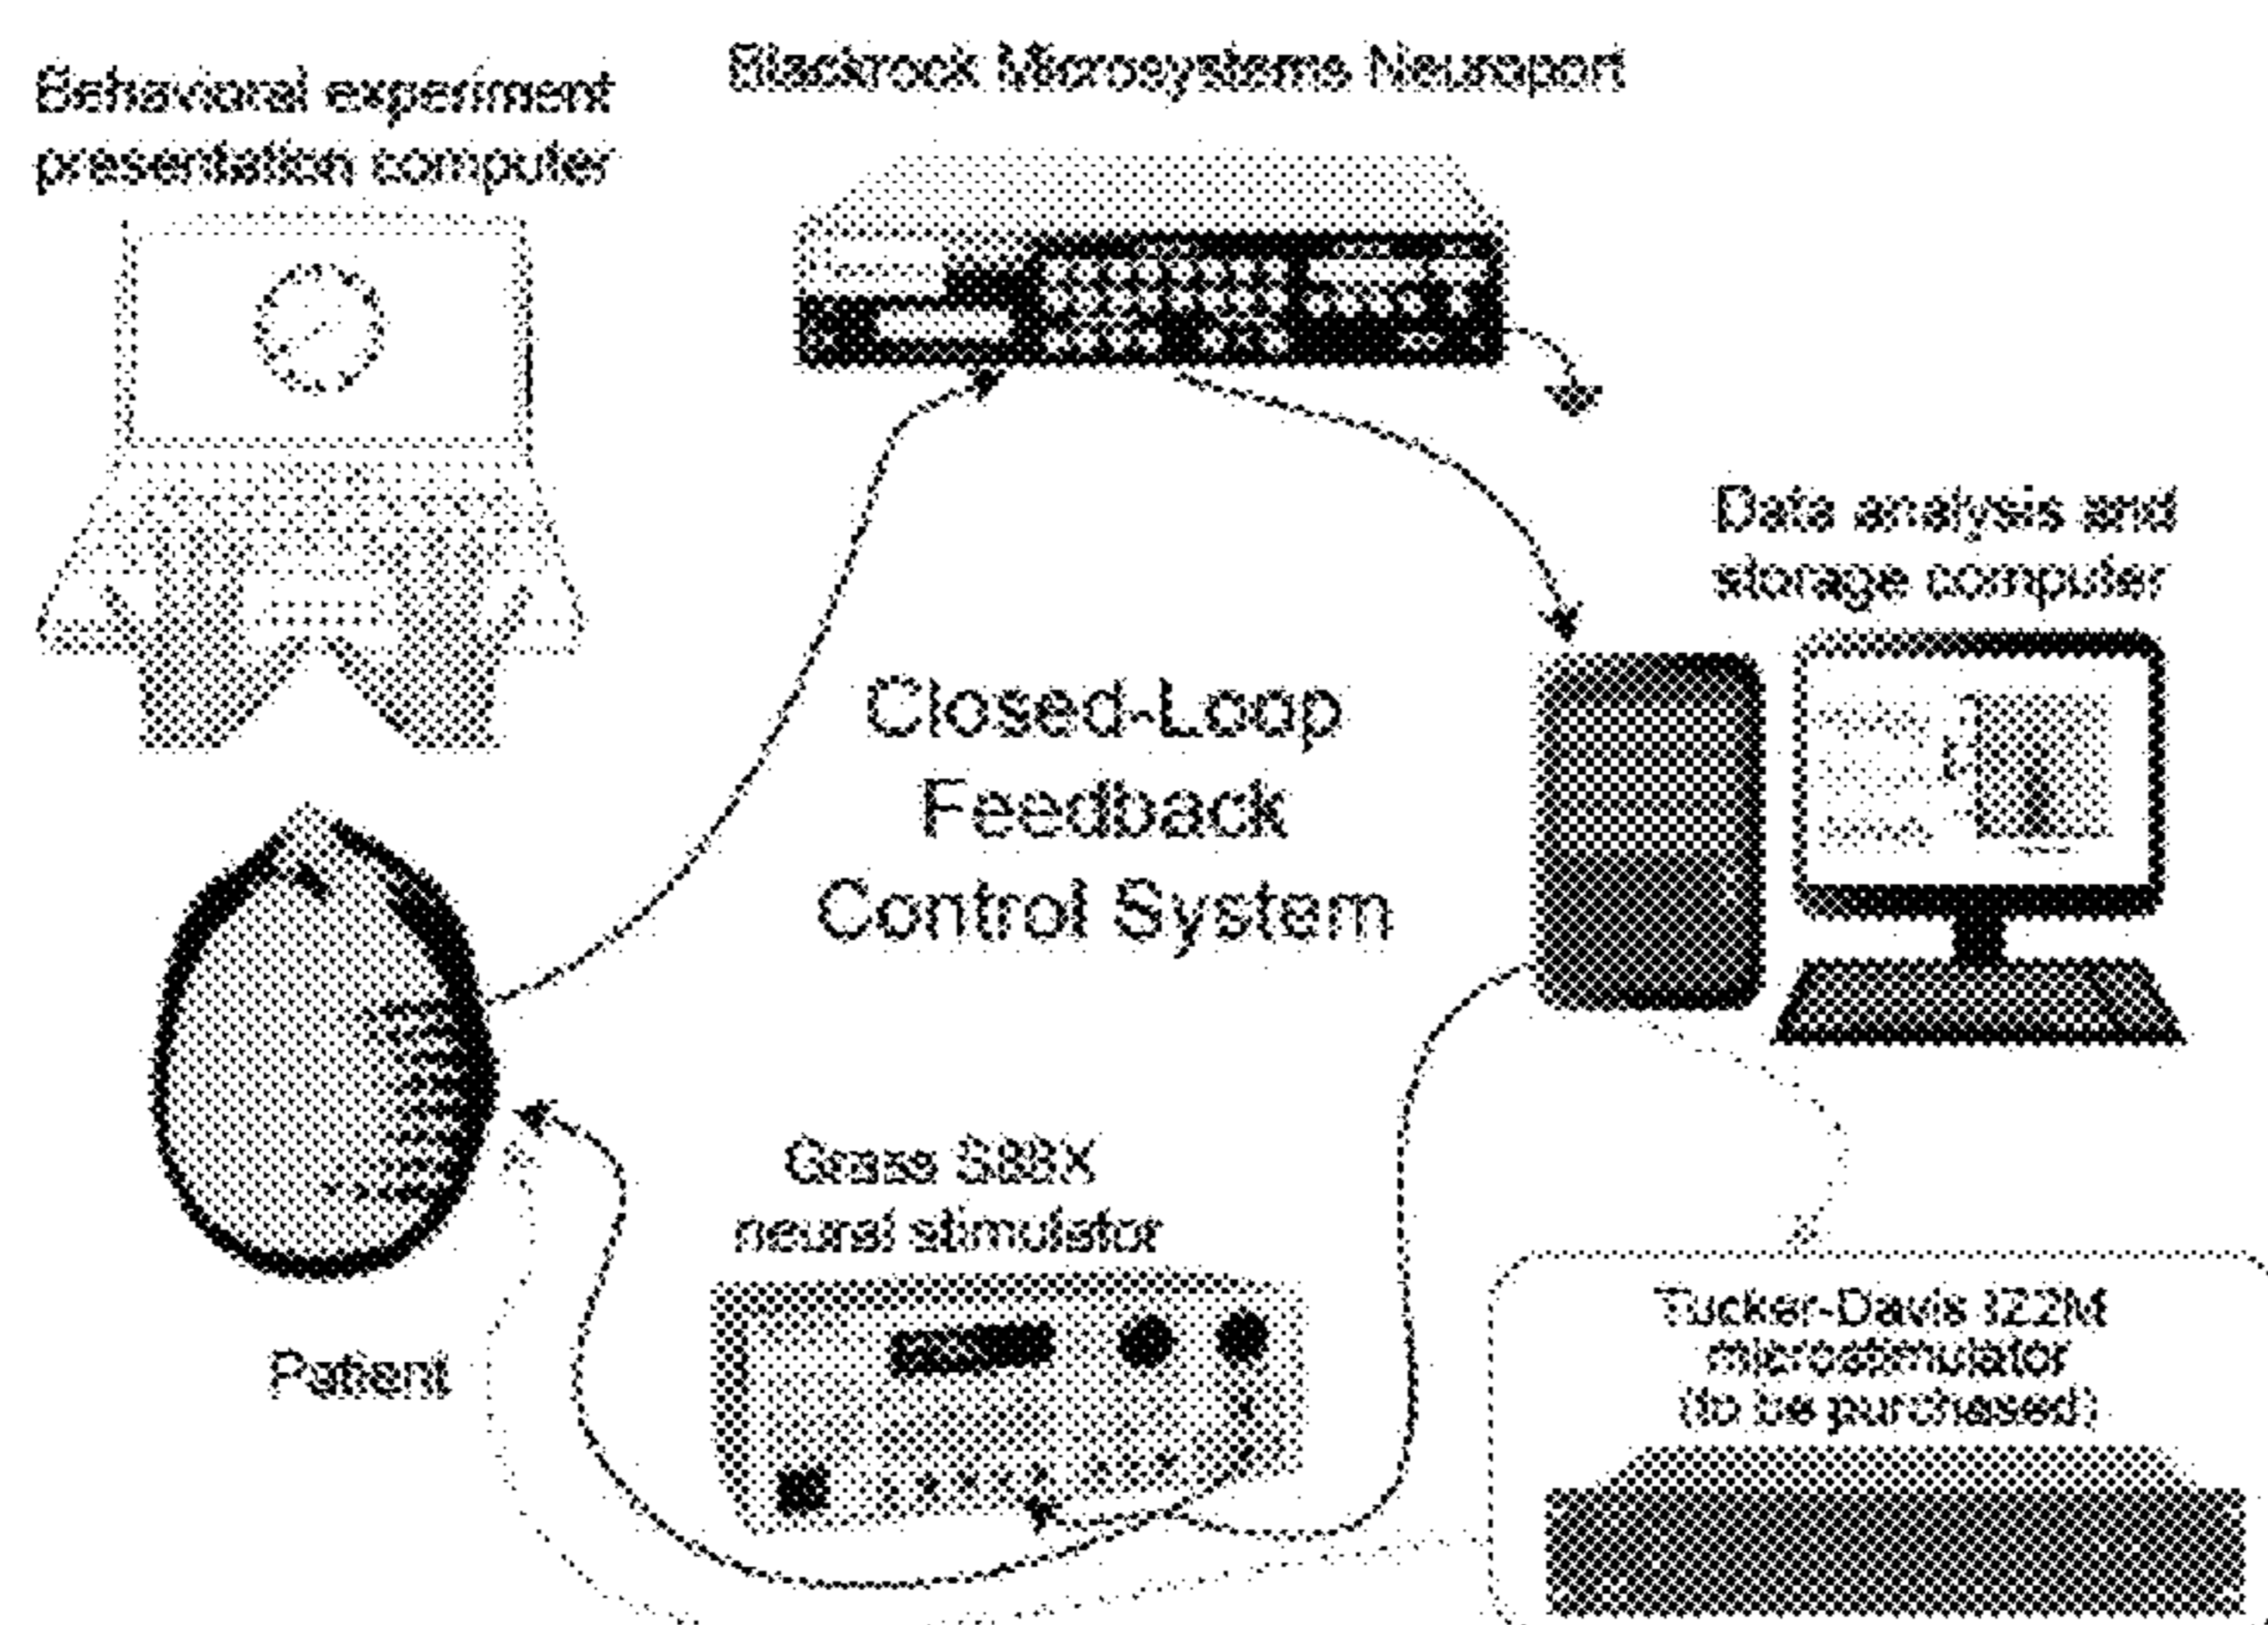 Behavioral experiment
presentation computer
Blackrock Microsystems Neuroport
Data analysis and
storage computer
Closed-Loop
Feedback
Control System
Grass S88X
neural stimulator
Patient
Tucker-Davis IZ2M
microstimulator
(to be purchased)